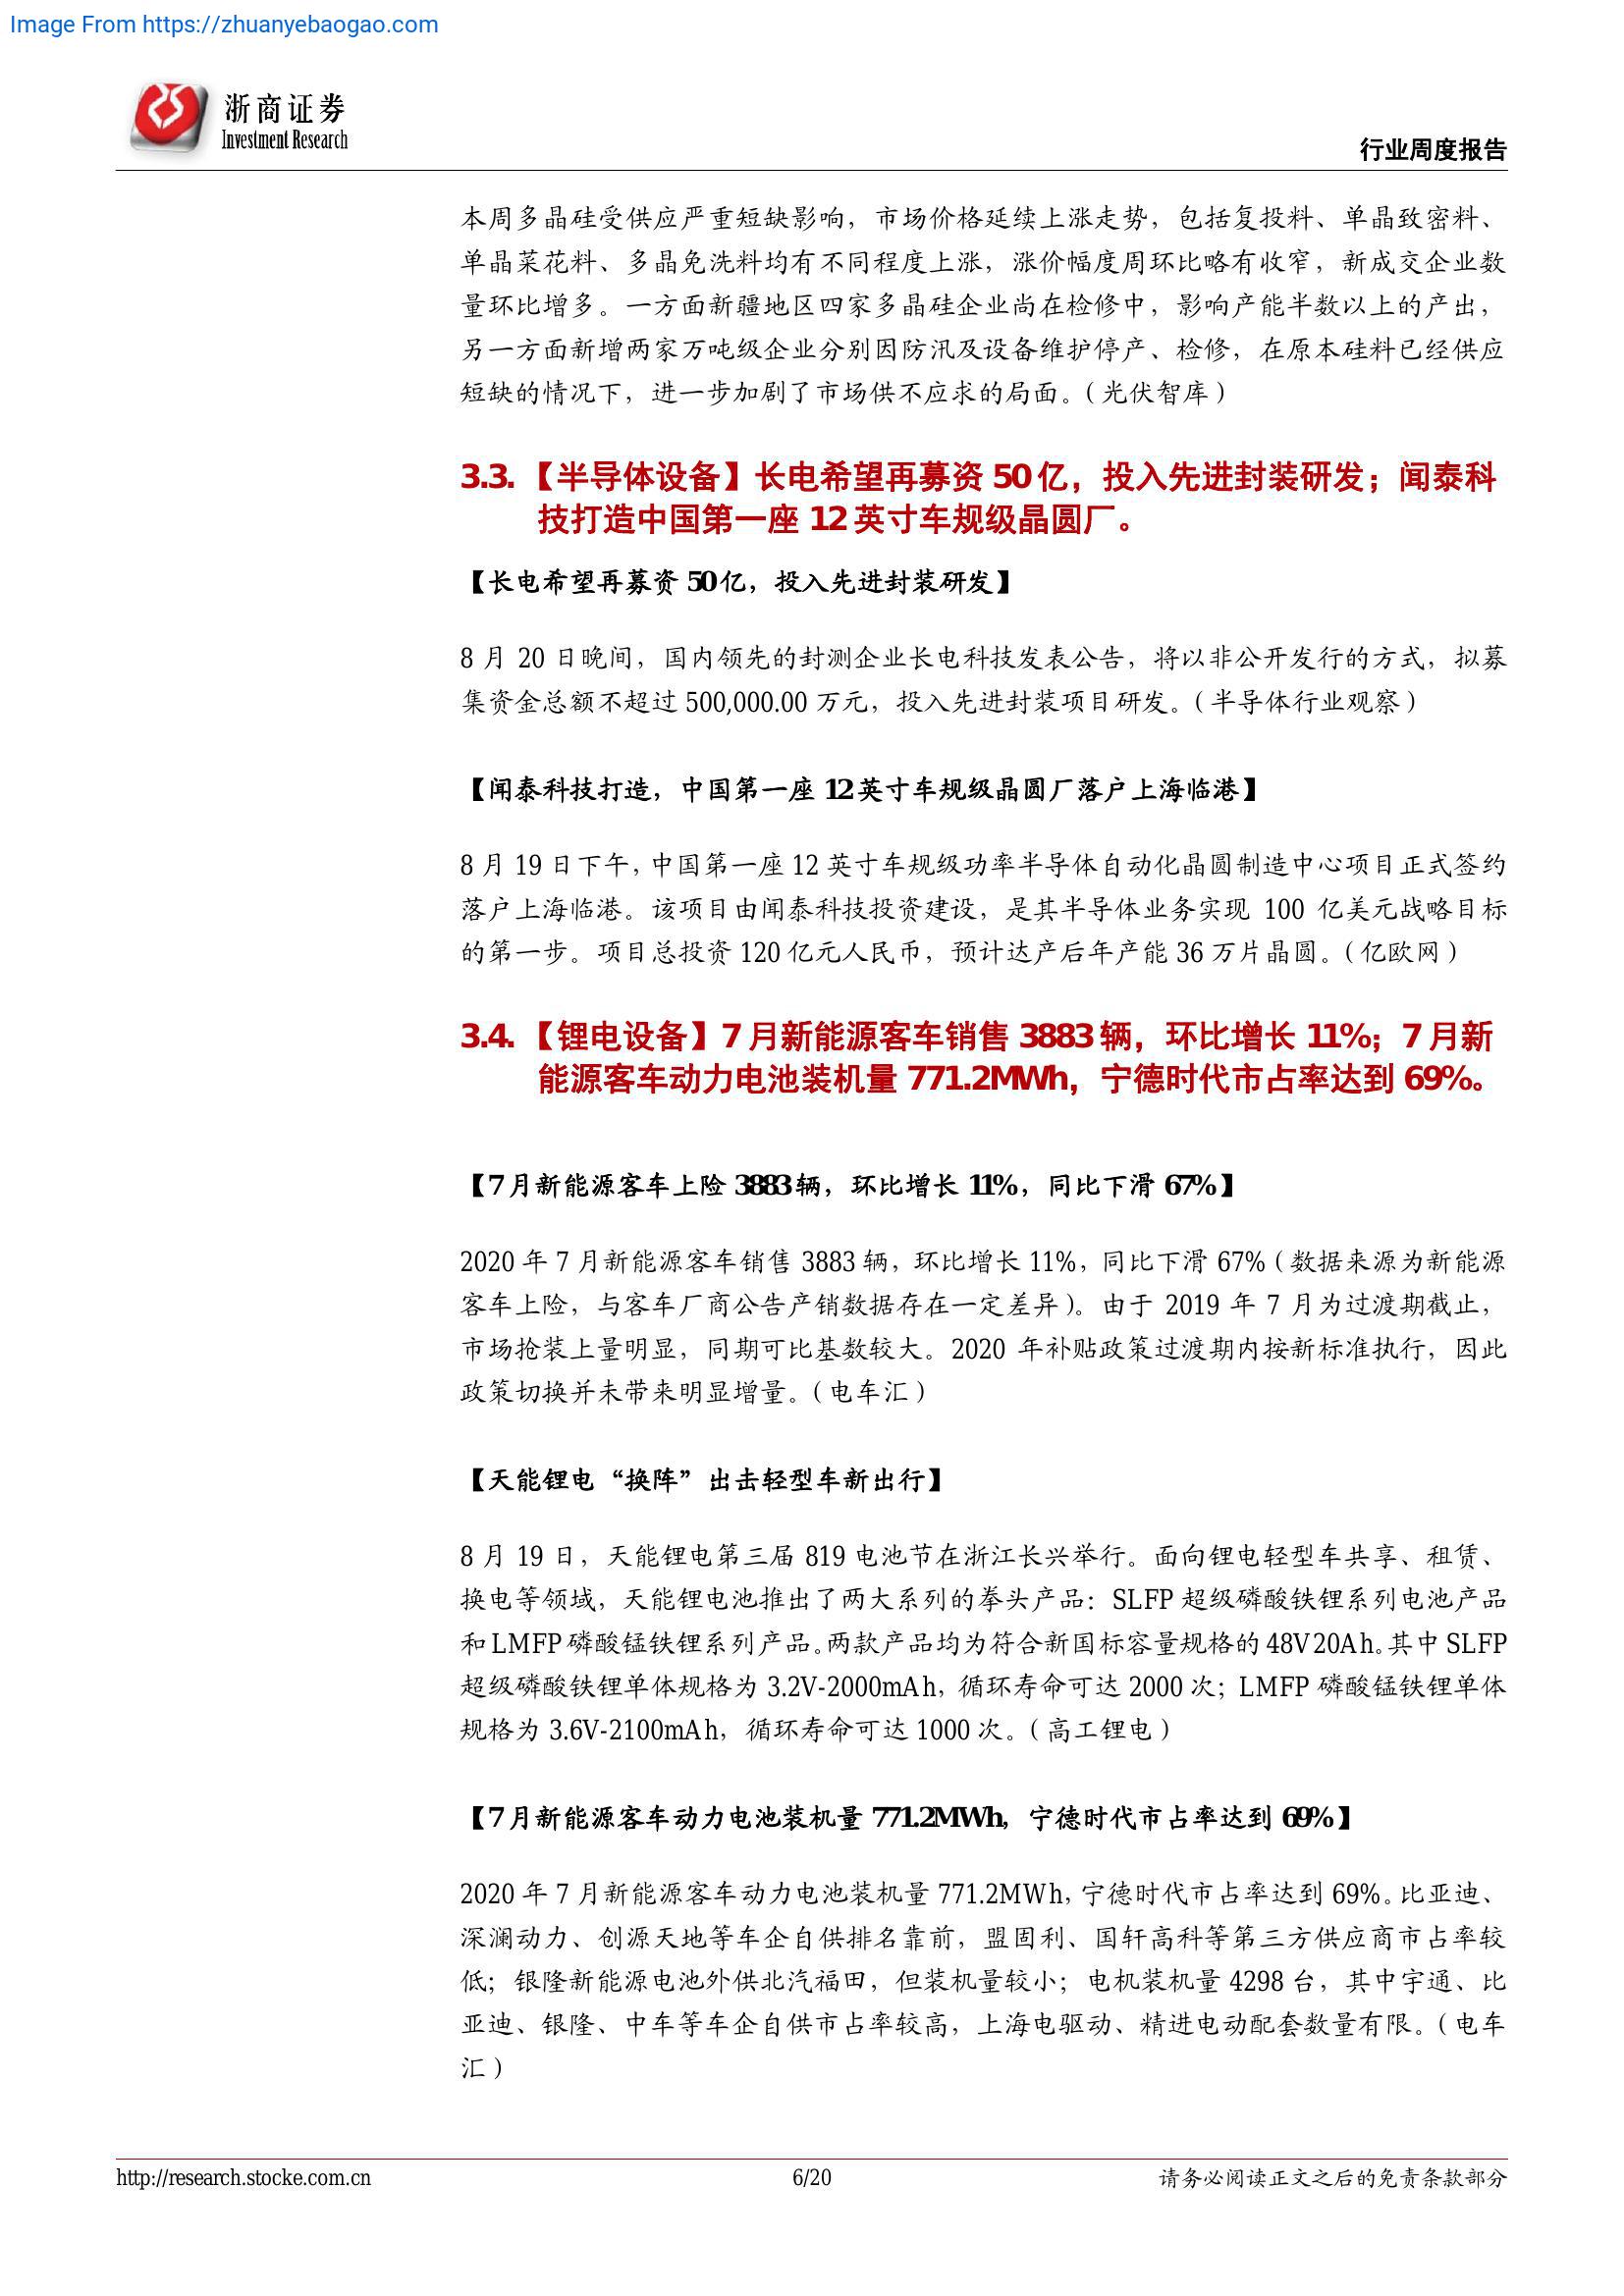 Image From https://zhuanyebaogao.com
浙商证券
Investment Research
行业周度报告
本周多晶硅受供应严重短缺影响，市场价格延续上涨走势，包括复投料、单晶致密料、
单晶菜花料、多晶免洗料均有不同程度上涨，涨价幅度周环比略有收窄，新成交企业数
量环比增多。一方面新疆地区四家多晶硅企业尚在检修中，影响产能半数以上的产出，
另一方面新增两家万吨级企业分别因防汛及设备维护停产、检修，在原本硅料已经供应
短缺的情况下，进一步加剧了市场供不应求的局面。（光伏智库）
3.3. 【半导体设备】长电希望再募资 50 亿，投入先进封装研发；闻泰科
技打造中国第一座 12 英寸车规级晶圆厂。
【长电希望再募资 50 亿，投入先进封装研发】
8 月 20 日晚间，国内领先的封测企业长电科技发表公告，将以非公开发行的方式，拟募
集资金总额不超过 500,000.00 万元，投入先进封装项目研发。（半导体行业观察）
【闻泰科技打造，中国第一座 12 英寸车规级晶圆厂落户上海临港】
8 月 19 日下午，中国第一座 12 英寸车规级功率半导体自动化晶圆制造中心项目正式签约
落户上海临港。该项目由闻泰科技投资建设，是其半导体业务实现 100 亿美元战略目标
的第一步。项目总投资 120 亿元人民币，预计达产后年产能 36 万片晶圆。（亿欧网）
3.4. 【锂电设备】7 月新能源客车销售 3883 辆，环比增长 11%；7 月新
能源客车动力电池装机量 771.2MWh，宁德时代市占率达到 69%。
【7 月新能源客车上险 3883 辆，环比增长 11%，同比下滑 67%】
2020 年 7 月新能源客车销售 3883 辆，环比增长 11%，同比下滑 67%（数据来源为新能源
客车上险，与客车厂商公告产销数据存在一定差异）。由于 2019 年 7 月为过渡期截止，
市场抢装上量明显，同期可比基数较大。2020 年补贴政策过渡期内按新标准执行，因此
政策切换并未带来明显增量。（电车汇）
【天能锂电“换阵”出击轻型车新出行】
8 月 19 日，天能锂电第三届 819 电池节在浙江长兴举行。面向锂电轻型车共享、租赁、
换电等领域，天能锂电池推出了两大系列的拳头产品：SLFP 超级磷酸铁锂系列电池产品
和 LMFP 磷酸锰铁锂系列产品。两款产品均为符合新国标容量规格的 48V20Ah。其中 SLFP
超级磷酸铁锂单体规格为 3.2V-2000mAh，循环寿命可达 2000 次；LMFP 磷酸锰铁锂单体
规格为 3.6V-2100mAh，循环寿命可达 1000 次。（高工锂电）
【7 月新能源客车动力电池装机量 771.2MWh，宁德时代市占率达到 69%】
2020 年 7 月新能源客车动力电池装机量 771.2MWh，宁德时代市占率达到 69%。比亚迪、
深澜动力、创源天地等车企自供排名靠前，盟固利、国轩高科等第三方供应商市占率较
低；银隆新能源电池外供北汽福田，但装机量较小；电机装机量 4298 台，其中宇通、比
亚迪、银隆、中车等车企自供市占率较高，上海电驱动、精进电动配套数量有限。（电车
汇）
http://research.stocke.com.cn
6/20
请务必阅读正文之后的免责条款部分